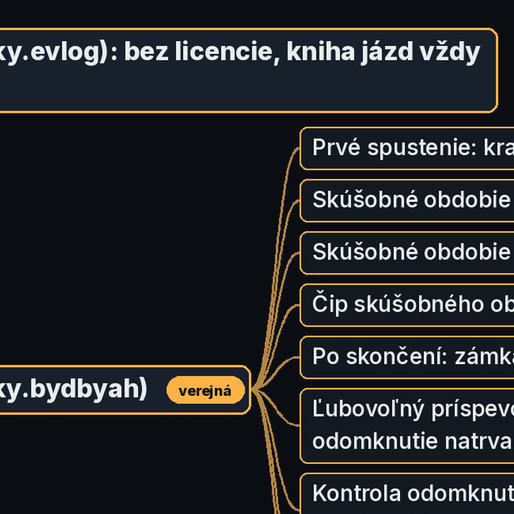 ky.evlog): bez licencie, kniha jázd vždy
Prvé spustenie: kra
Skúšobné obdobie
Skúšobné obdobie
Čip skúšobného ob
Po skončení: zámka
ky.bydbyah)
verejná
Ľubovoľný príspevo
odomknutie natrva
Kontrola odomknut